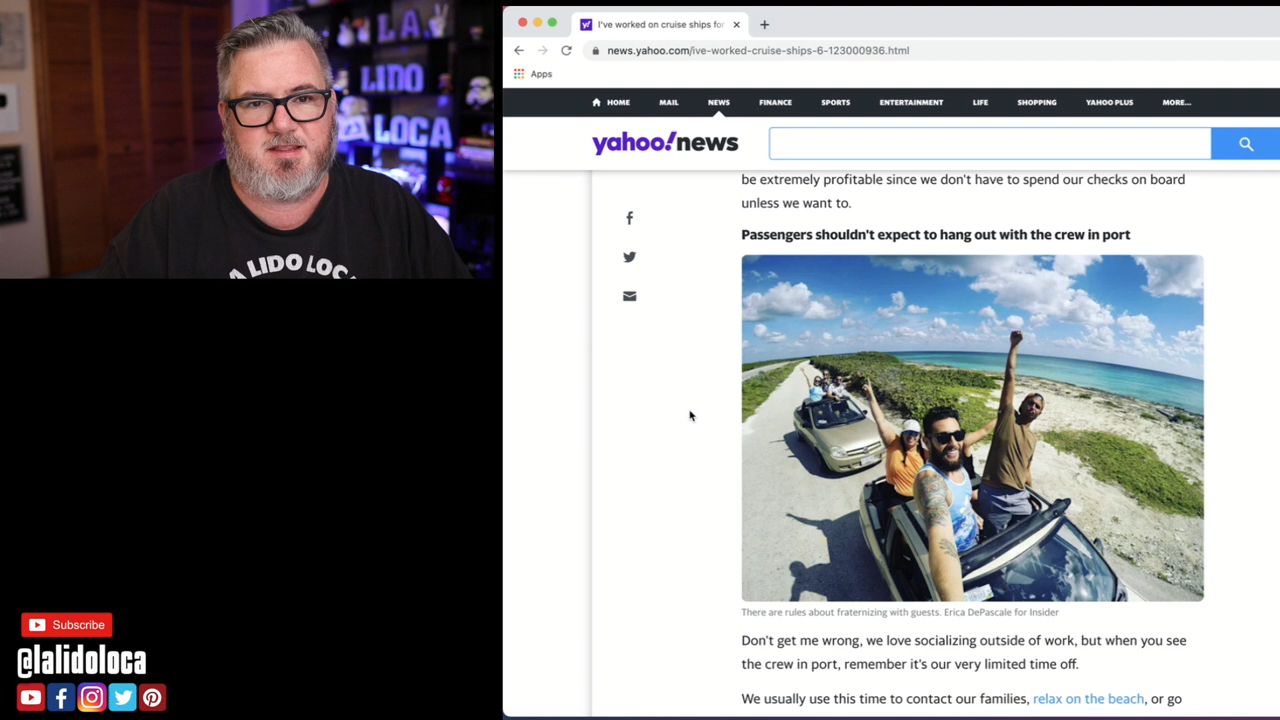 L.A.
LIDO
LOCA
A LIDO LOCA
Subscribe
@lalidoloca
I've worked on cruise ships for
news.yahoo.com/ive-worked-cruise-ships-6-123000936.html
Apps
HOME MAIL NEWS FINANCE SPORTS ENTERTAINMENT LIFE SHOPPING YAHOO PLUS MORE...
yahoo!news
be extremely profitable since we don't have to spend our checks on board
unless we want to.
Passengers shouldn't expect to hang out with the crew in port
There are rules about fraternizing with guests. Erica DePascale for Insider
Don't get me wrong, we love socializing outside of work, but when you see
the crew in port, remember it's our very limited time off.
We usually use this time to contact our families, relax on the beach, or go